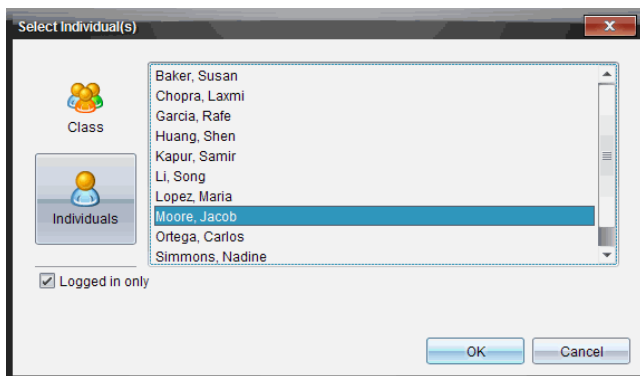 Select Individual(s)
Class
Individuals
Logged in only
Baker, Susan
Chopra, Laxmi
Garcia, Rafe
Huang, Shen
Kapur, Samir
Li, Song
Lopez, Maria
Moore, Jacob
Ortega, Carlos
Simmons, Nadine
OK
Cancel